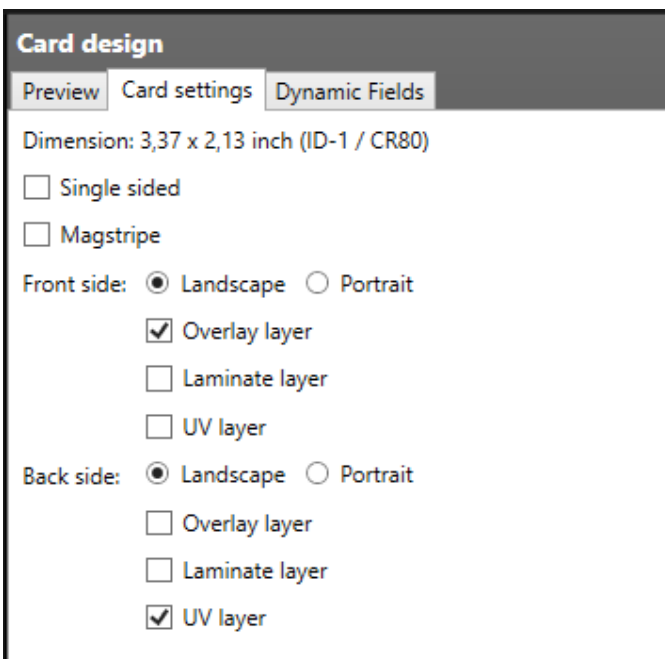 Card design
Preview Card settings Dynamic Fields
Dimension: 3,37 x 2,13 inch (ID-1 / CR80)
Single sided
Magstripe
Front side: Landscape Portrait
Overlay layer
Laminate layer
UV layer
Back side: Landscape Portrait
Overlay layer
Laminate layer
UV layer